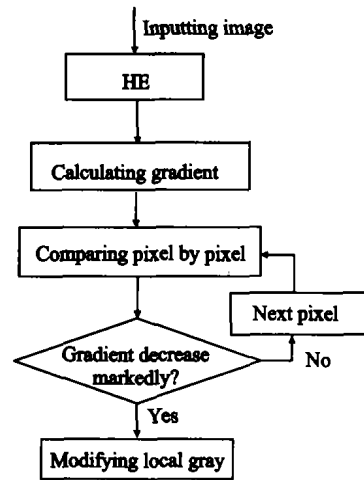 Inputting image
HE
Calculating gradient
Comparing pixel by pixel
Next pixel
Gradient decrease
markedly?
No
Yes
Modifying local gray